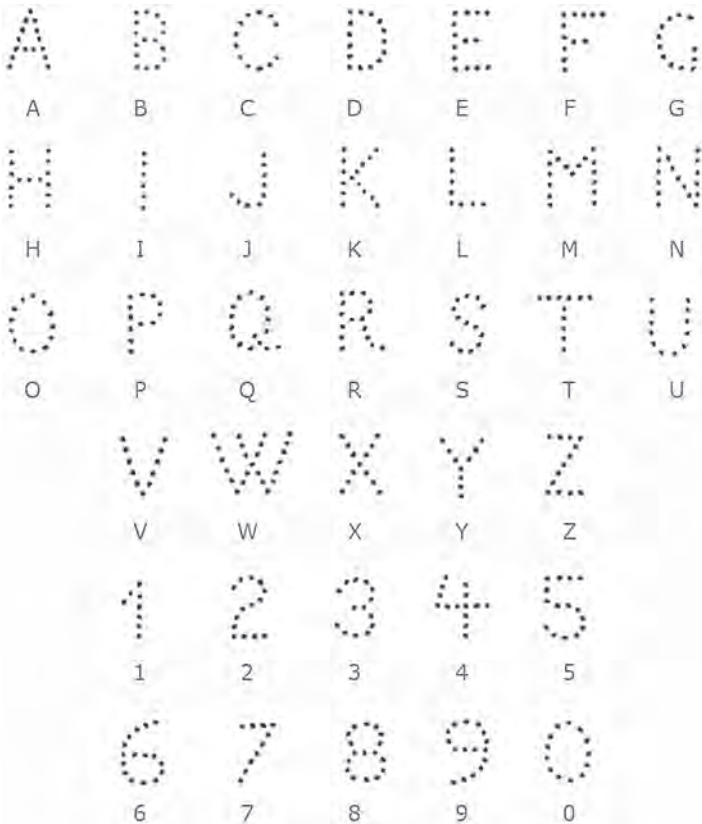 A B C D E F G
A B C D E F G
H I J K L M N
H I J K L M N
O P Q R S T U
O P Q R S T U
V W X Y Z
V W X Y Z
1 2 3 4 5
1 2 3 4 5
6 7 8 9 0
6 7 8 9 0